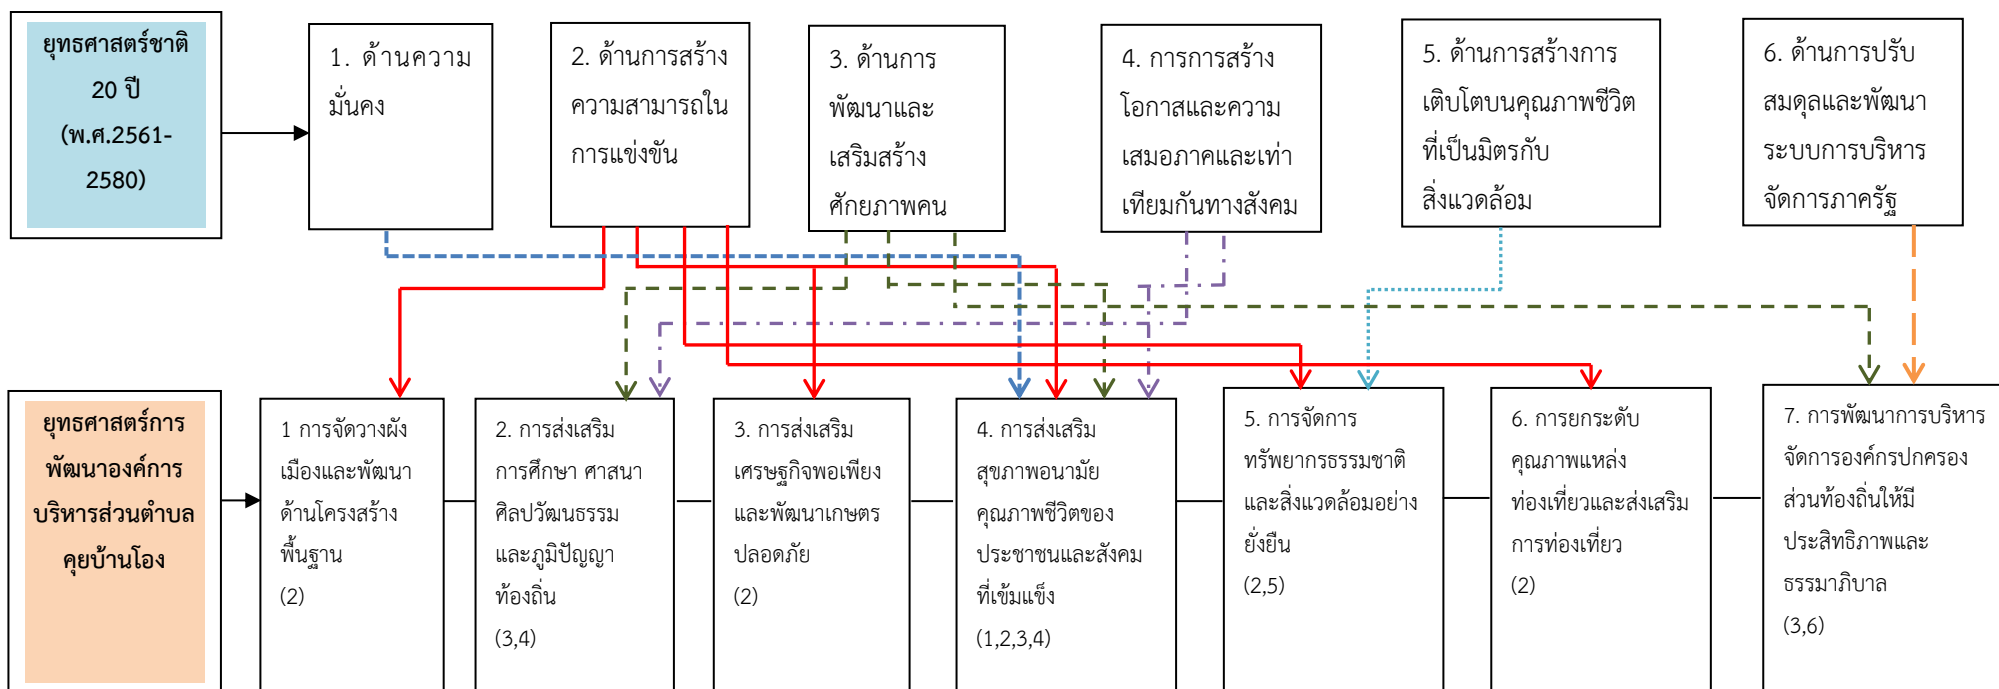 ยุทธศาสตร์ชาติ
20 ปี
(พ.ศ.2561-
2580)
1. ด้านความ
มั่นคง
2. ด้านการสร้าง
ความสามารถใน
การแข่งขัน
3. ด้านการ
พัฒนาและ
เสริมสร้าง
ศักยภาพคน
4. การการสร้าง
โอกาสและความ
เสมอภาคและเท่า
เทียมกันทางสังคม
5. ด้านการสร้างการ
เติบโตบนคุณภาพชีวิต
ที่เป็นมิตรกับ
สิ่งแวดล้อม
6. ด้านการปรับ
สมดุลและพัฒนา
ระบบการบริหาร
จัดการภาครัฐ
ยุทธศาสตร์การ
พัฒนาองค์การ
บริหารส่วนตำบล
คุยบ้านโอง
1 การจัดวางผัง
เมืองและพัฒนา
ด้านโครงสร้าง
พื้นฐาน
(2)
2. การส่งเสริม
การศึกษา ศาสนา
ศิลปวัฒนธรรม
และภูมิปัญญา
ท้องถิ่น
(3,4)
3. การส่งเสริม
เศรษฐกิจพอเพียง
และพัฒนาเกษตร
ปลอดภัย
(2)
4. การส่งเสริม
สุขภาพอนามัย
คุณภาพชีวิตของ
ประชาชนและสังคม
ที่เข้มแข็ง
(1,2,3,4)
5. การจัดการ
ทรัพยากรธรรมชาติ
และสิ่งแวดล้อมอย่าง
ยั่งยืน
(2,5)
6. การยกระดับ
คุณภาพแหล่ง
ท่องเที่ยวและส่งเสริม
การท่องเที่ยว
(2)
7. การพัฒนาการบริหาร
จัดการองค์กรปกครอง
ส่วนท้องถิ่นให้มี
ประสิทธิภาพและ
ธรรมาภิบาล
(3,6)